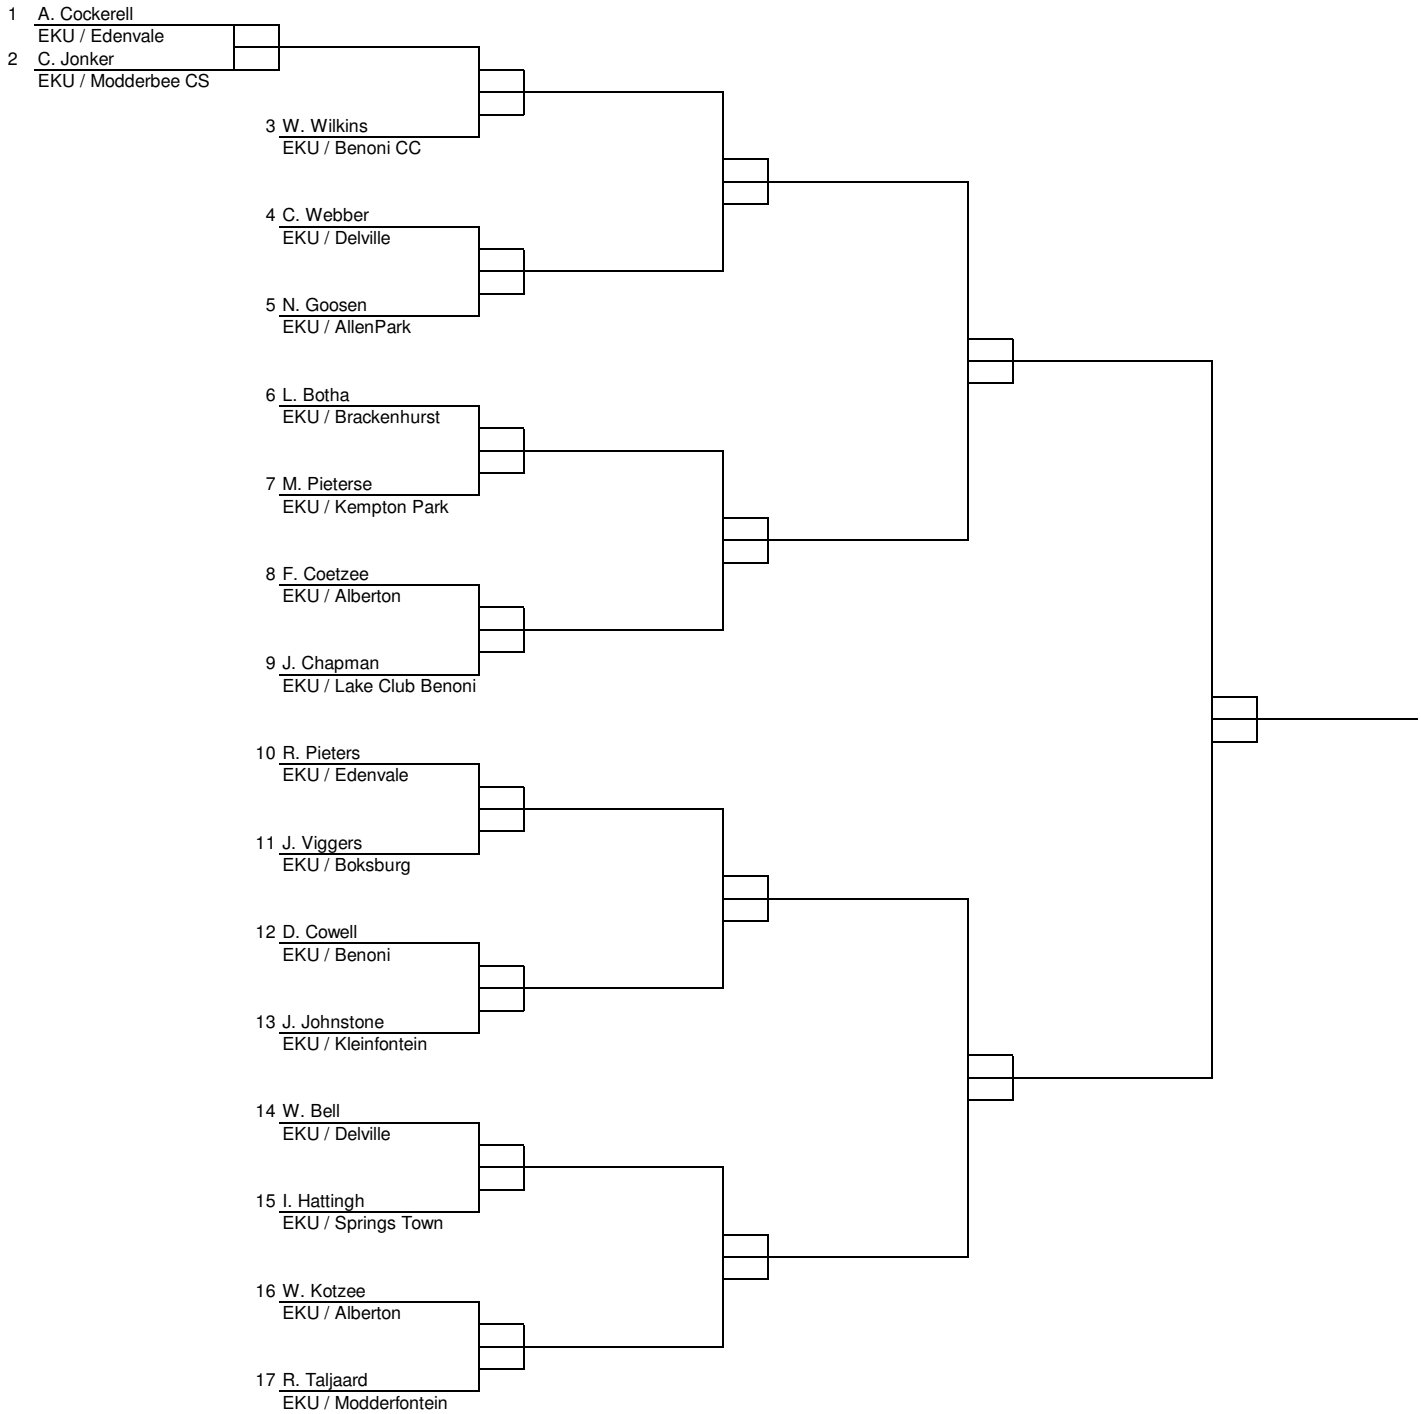 1 A. Cockerell
EKU / Edenvale
2 C. Jonker
EKU / Modderbee CS
3 W. Wilkins
EKU / Benoni CC
4 C. Webber
EKU / Delville
5 N. Goosen
EKU / AllenPark
6 L. Botha
EKU / Brackenhurst
7 M. Pieterse
EKU / Kempton Park
8 F. Coetzee
EKU / Alberton
9 J. Chapman
EKU / Lake Club Benoni
10 R. Pieters
EKU / Edenvale
11 J. Viggers
EKU / Boksburg
12 D. Cowell
EKU / Benoni
13 J. Johnstone
EKU / Kleinfontein
14 W. Bell
EKU / Delville
15 I. Hattingh
EKU / Springs Town
16 W. Kotzee
EKU / Alberton
17 R. Taljaard
EKU / Modderfontein